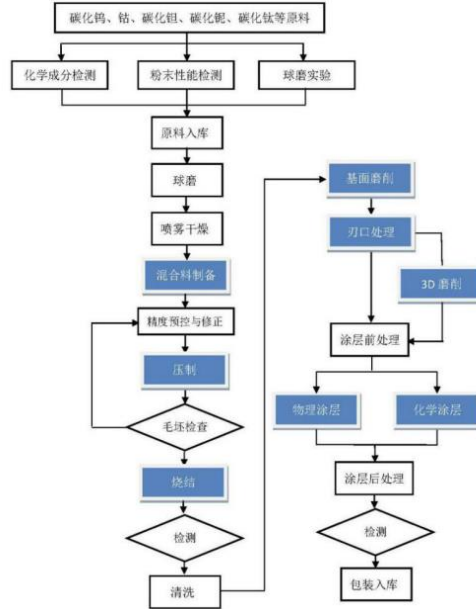 碳化钨、钴、碳化钽、碳化铌、碳化钛等原料
化学成分检测
粉末性能检测
球磨实验
原料入库
球磨
喷雾干燥
混合料制备
精度预控与修正
压制
毛坯检查
烧结
检测
清洗
基面磨削
刃口处理
3D 磨削
涂层前处理
物理涂层
化学涂层
涂层后处理
检测
包装入库